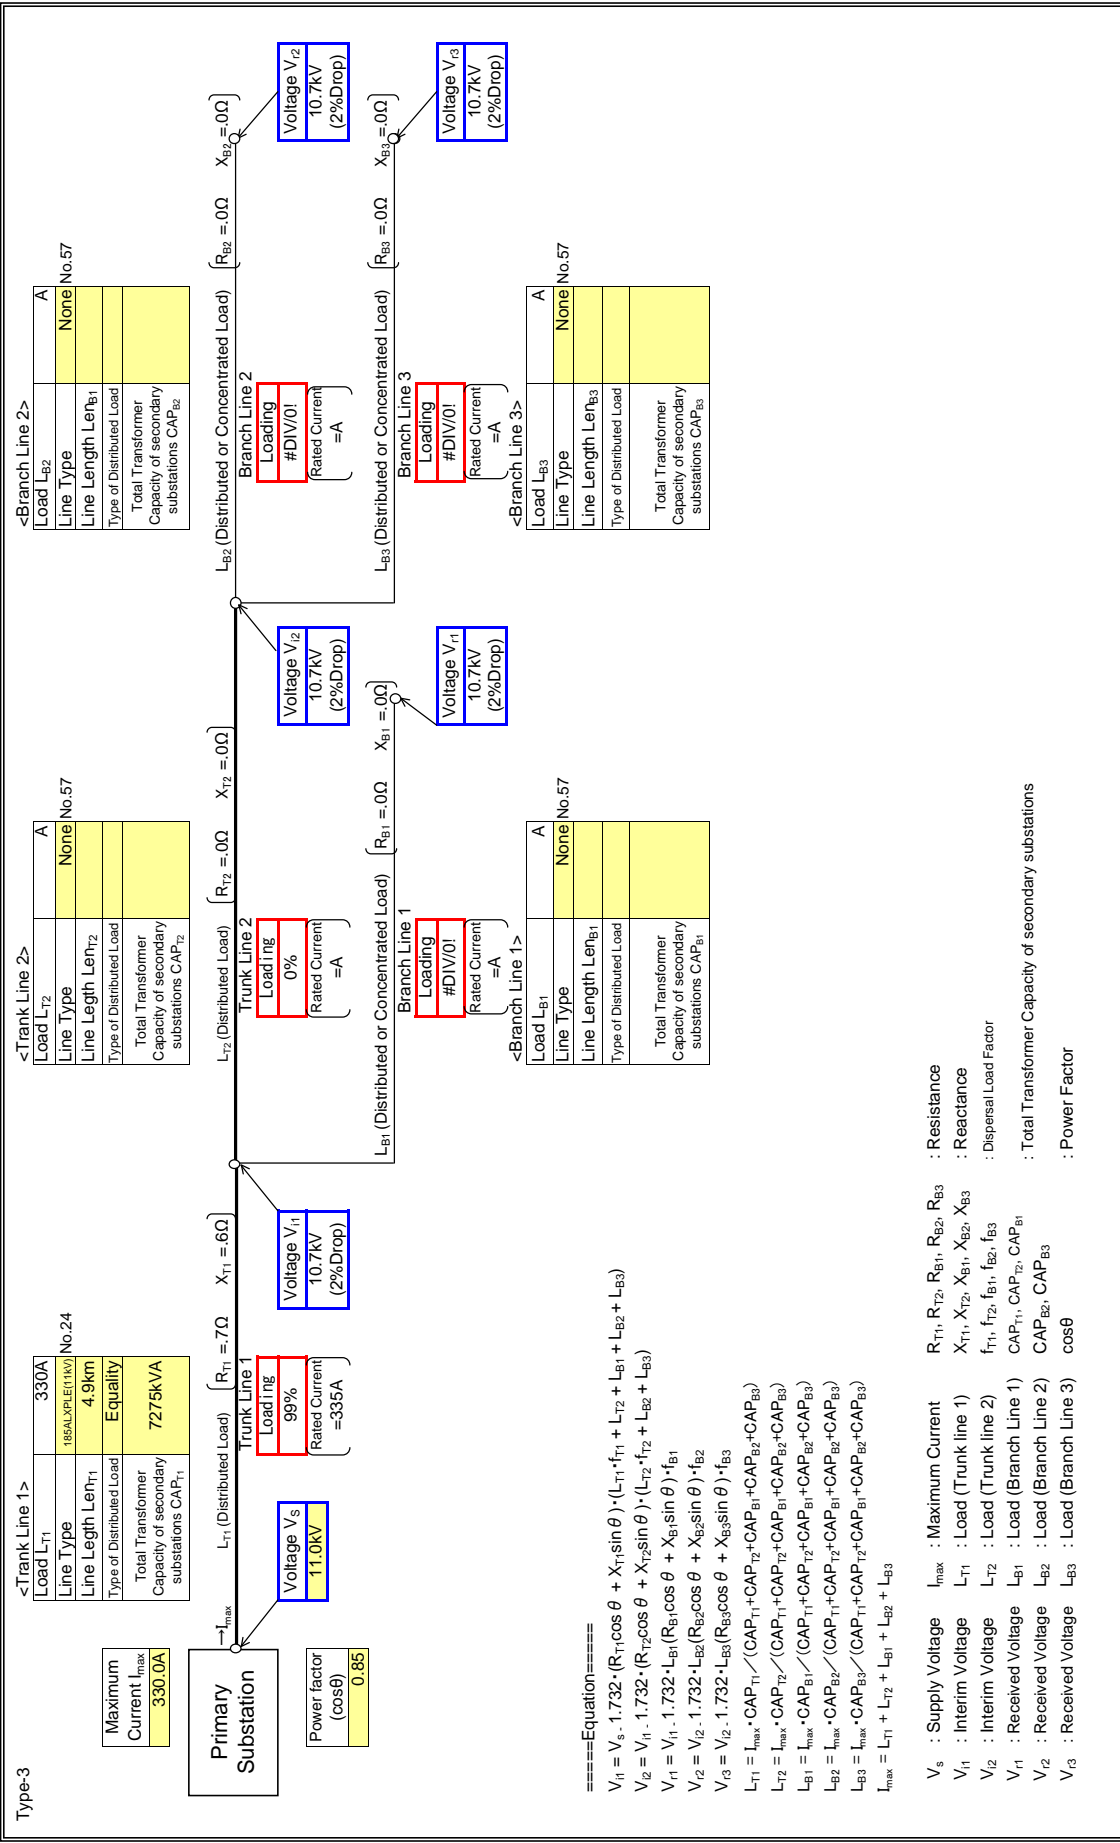 Type-3
Maximum
Current Imax
330.0A
<Trank Line 1>
Load LT1 330A
Line Type 185ALXPLE(11kV) No.24
Line Legth LenT1 4.9km
Type of Distributed Load Equality
Total Transformer
Capacity of secondary
substations CAPT1
7275kVA
<Trank Line 2>
Load LT2 A
Line Type None No.57
Line Legth LenT2
Type of Distributed Load
Total Transformer
Capacity of secondary
substations CAPT2
<Branch Line 2>
Load LB2 A
Line Type None No.57
Line Length LenB1
Type of Distributed Load
Total Transformer
Capacity of secondary
substations CAPB2
Primary
Substation
→Imax
LT1 (Distributed Load) RT1 =.7Ω XT1 =.6Ω
LT2 (Distributed Load) RT2 =.0Ω XT2 =.0Ω
LB2 (Distributed or Concentrated Load) RB2 =.0Ω XB2 =.0Ω
Voltage Vs
11.0kV
Trunk Line 1
Loading
99%
Rated Current
=335A
Voltage Vi1
10.7kV
(2%Drop)
Trunk Line 2
Loading
0%
Rated Current
=A
Voltage Vi2
10.7kV
(2%Drop)
Branch Line 2
Loading
#DIV/0!
Rated Current
=A
Voltage Vr2
10.7kV
(2%Drop)
Power factor
(cosθ)
0.85
LB1 (Distributed or Concentrated Load) RB1 =.0Ω XB1 =.0Ω
LB3 (Distributed or Concentrated Load) RB3 =.0Ω XB3 =.0Ω
Branch Line 1
Loading
#DIV/0!
Rated Current
=A
Voltage Vr1
10.7kV
(2%Drop)
Branch Line 3
Loading
#DIV/0!
Rated Current
=A
Voltage Vr3
10.7kV
(2%Drop)
<Branch Line 1>
Load LB1 A
Line Type None No.57
Line Length LenB1
Type of Distributed Load
Total Transformer
Capacity of secondary
substations CAPB1
<Branch Line 3>
Load LB3 A
Line Type None No.57
Line Length LenB3
Type of Distributed Load
Total Transformer
Capacity of secondary
substations CAPB3
=====Equation=====
Vi1 = Vs - 1.732・(RT1cos θ + XT1sin θ)・(LT1・fT1 + LT2 + LB1 + LB2 + LB3)
Vi2 = Vi1 - 1.732・(RT2cos θ + XT2sin θ)・(LT2・fT2 + LB2 + LB3)
Vr1 = Vi1 - 1.732・LB1(RB1cos θ + XB1sin θ)・fB1
Vr2 = Vi2 - 1.732・LB2(RB2cos θ + XB2sin θ)・fB2
Vr3 = Vi2 - 1.732・LB3(RB3cos θ + XB3sin θ)・fB3
LT1 = Imax・CAPT1／(CAPT1+CAPT2+CAPB1+CAPB2+CAPB3)
LT2 = Imax・CAPT2／(CAPT1+CAPT2+CAPB1+CAPB2+CAPB3)
LB1 = Imax・CAPB1／(CAPT1+CAPT2+CAPB1+CAPB2+CAPB3)
LB2 = Imax・CAPB2／(CAPT1+CAPT2+CAPB1+CAPB2+CAPB3)
LB3 = Imax・CAPB3／(CAPT1+CAPT2+CAPB1+CAPB2+CAPB3)
Imax = LT1 + LT2 + LB1 + LB2 + LB3
Vs : Supply Voltage Imax : Maximum Current RT1, RT2, RB1, RB2, RB3 : Resistance
Vi1 : Interim Voltage LT1 : Load (Trunk line 1) XT1, XT2, XB1, XB2, XB3 : Reactance
Vi2 : Interim Voltage LT2 : Load (Trunk line 2) fT1, fT2, fB1, fB2, fB3 : Dispersal Load Factor
Vr1 : Received Voltage LB1 : Load (Branch Line 1) CAPT1, CAPT2, CAPB1
Vr2 : Received Voltage LB2 : Load (Branch Line 2) CAPB2, CAPB3 : Total Transformer Capacity of secondary substations
Vr3 : Received Voltage LB3 : Load (Branch Line 3) cosθ : Power Factor